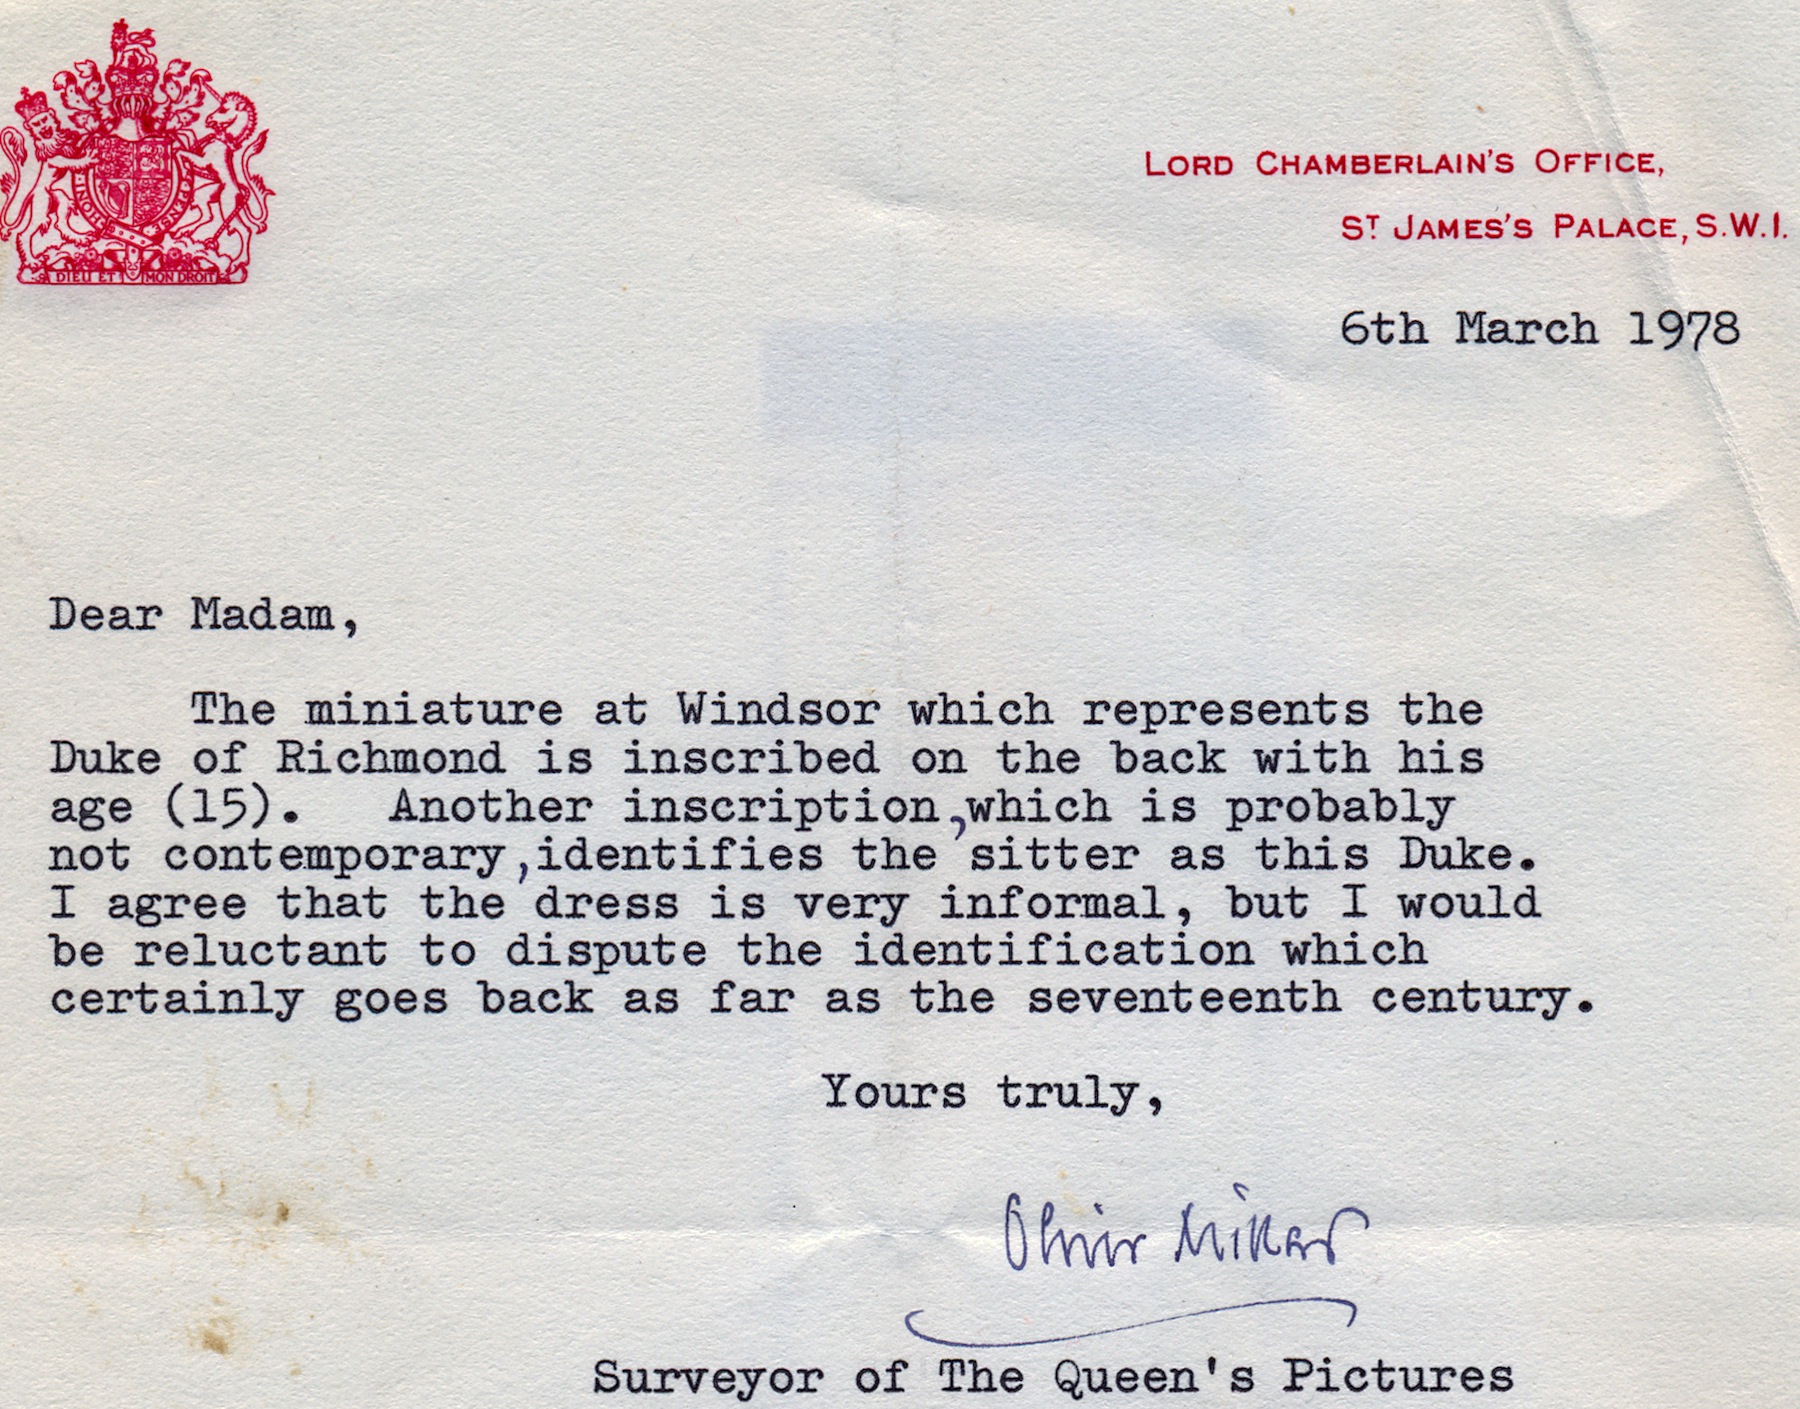 LORD CHAMBERLAIN'S OFFICE,
ST JAMES'S PALACE, S.W.1.
DIEU ET MON DROIT
6th March 1978
Dear Madam,
The miniature at Windsor which represents the
Duke of Richmond is inscribed on the back with his
age (15). Another inscription,which is probably
not contemporary,identifies the sitter as this Duke.
I agree that the dress is very informal, but I would
be reluctant to dispute the identification which
certainly goes back as far as the seventeenth century.
Yours truly,
Oliver Millar
Surveyor of The Queen's Pictures